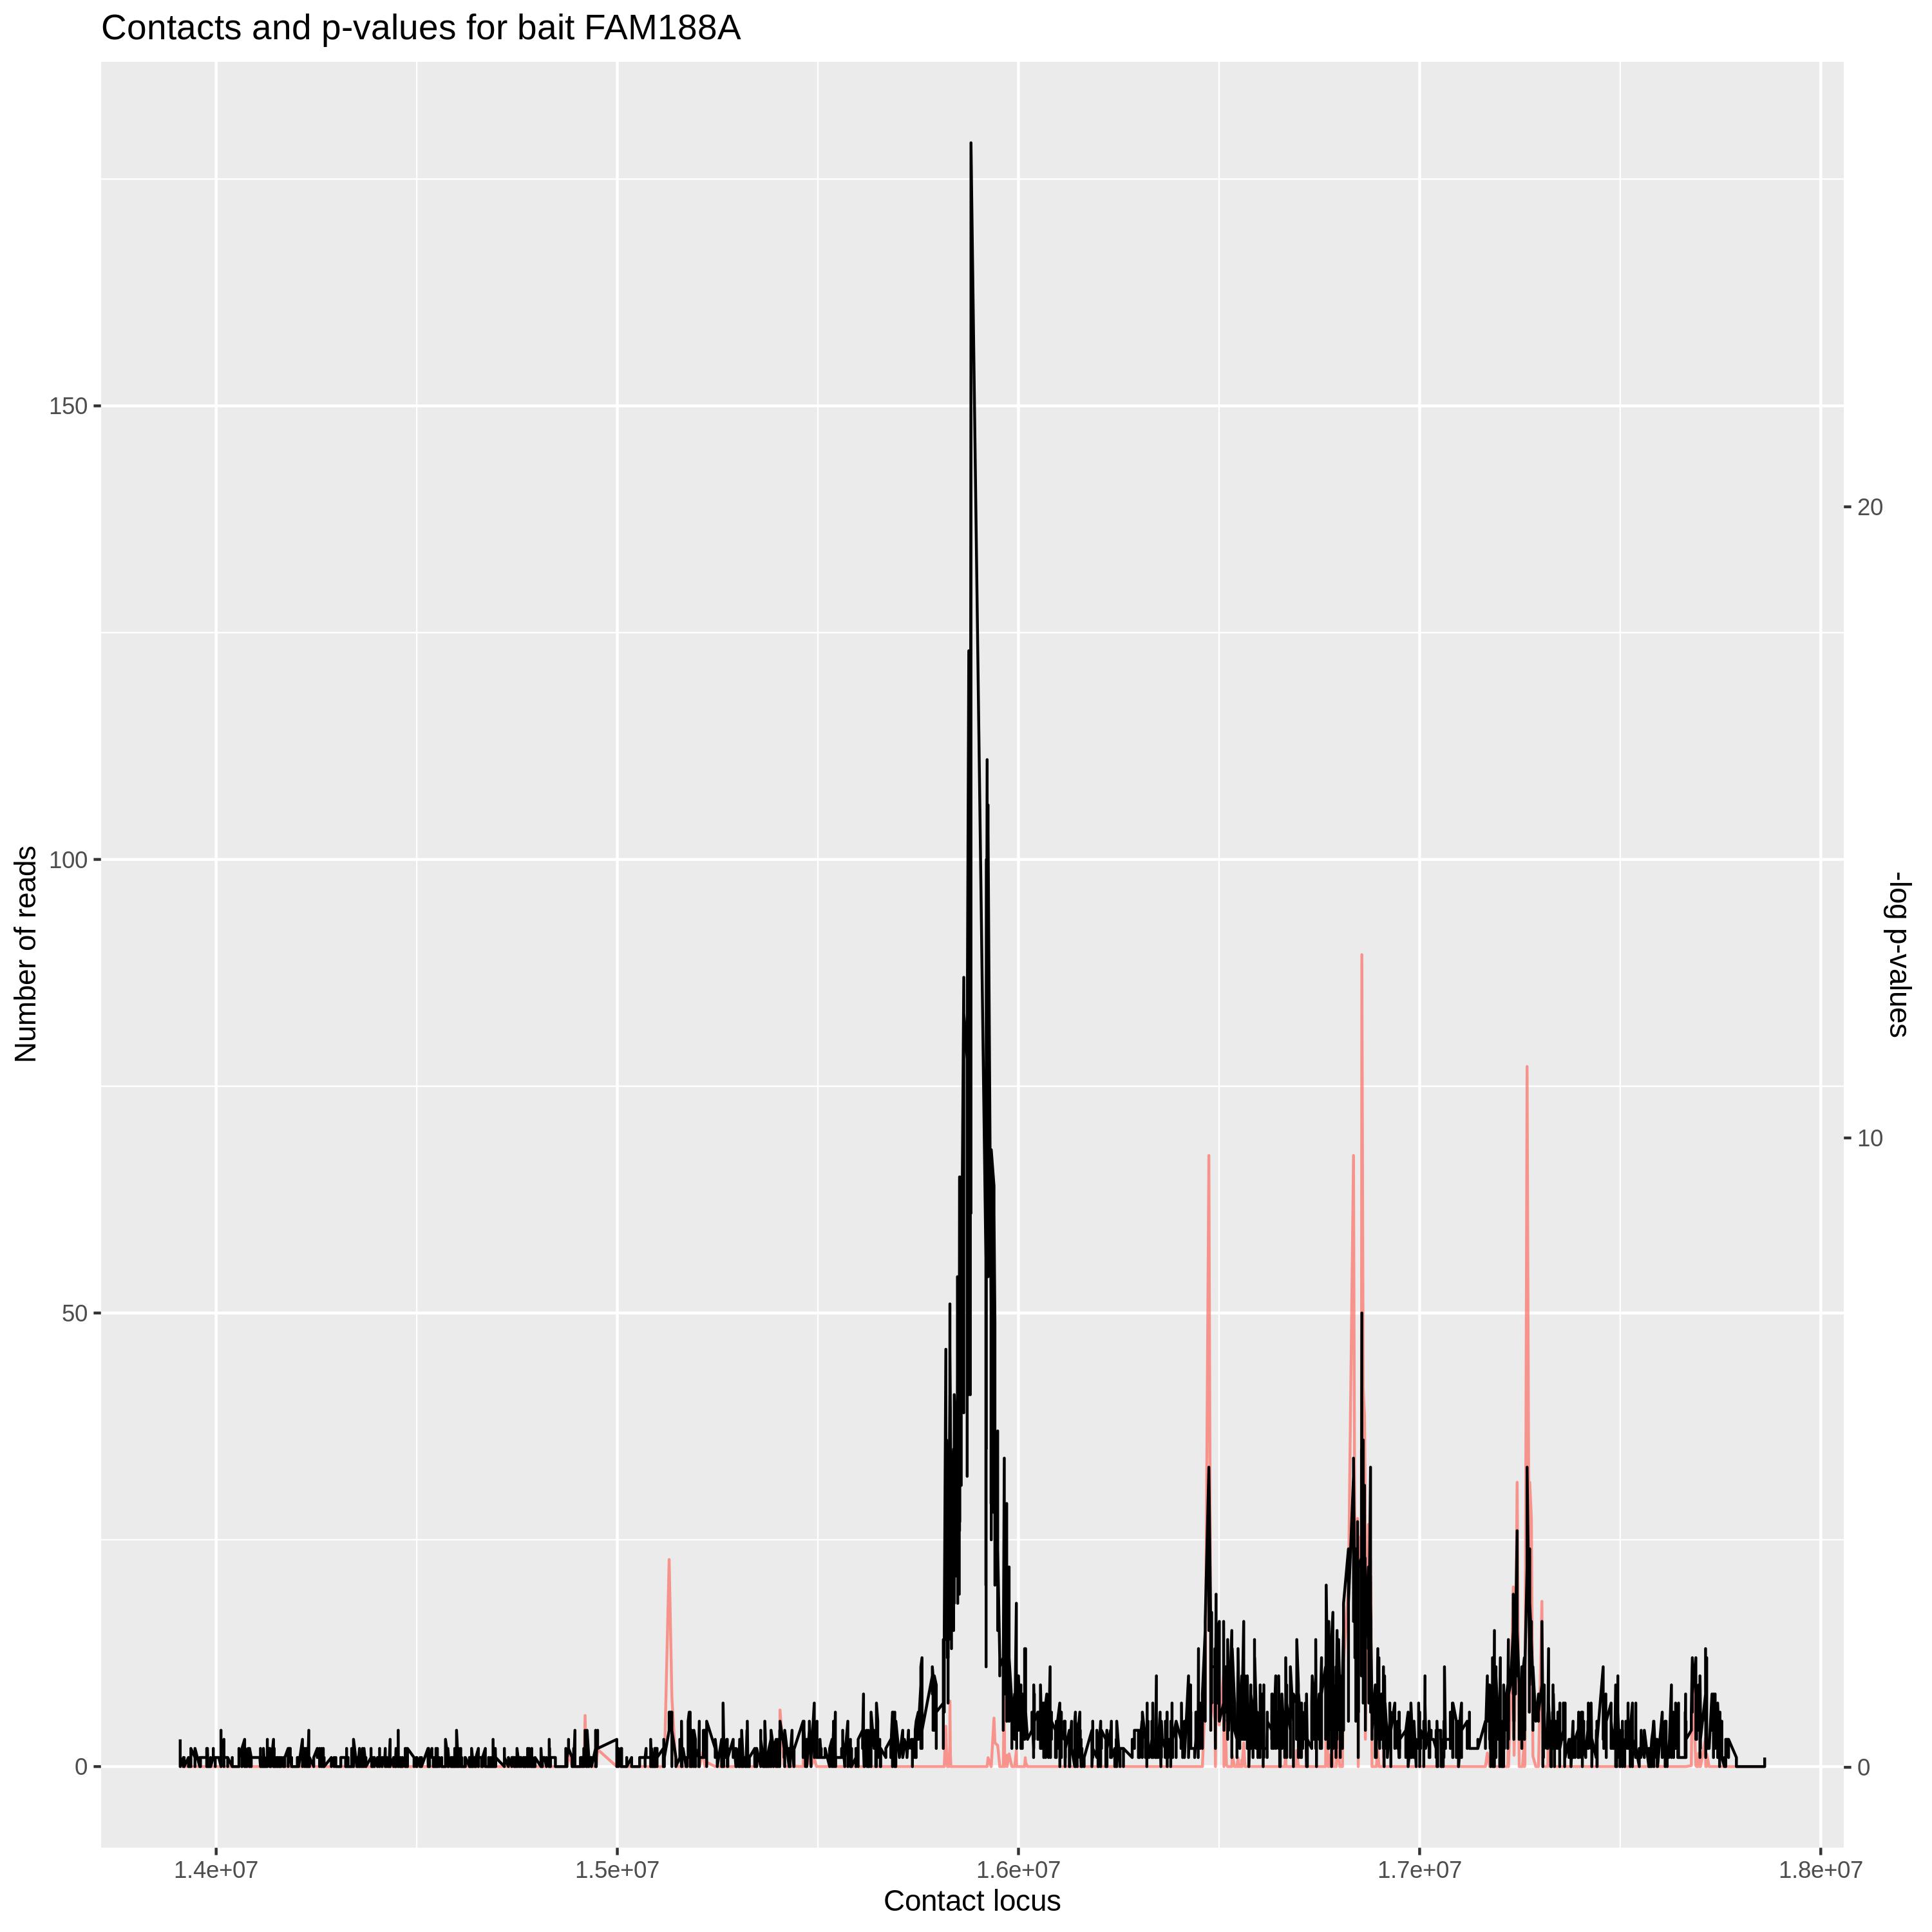 Contacts and p-values for bait FAM188A
150
100
50
0
20
10
0
Number of reads
-log p-values
1.4e+07
1.5e+07
1.6e+07
1.7e+07
1.8e+07
Contact locus